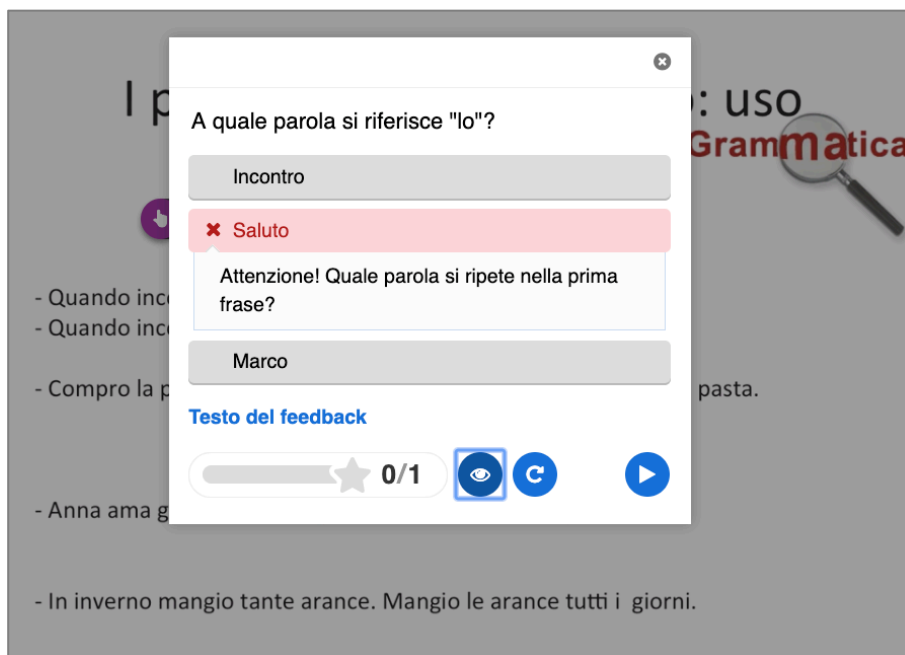 I p : uso
Grammatica
A quale parola si riferisce "lo"?
Incontro
Saluto
Attenzione! Quale parola si ripete nella prima
frase?
- Quando inco
- Quando inco
Marco
- Compro la p pasta.
Testo del feedback
0/1
- Anna ama g
- In inverno mangio tante arance. Mangio le arance tutti i giorni.